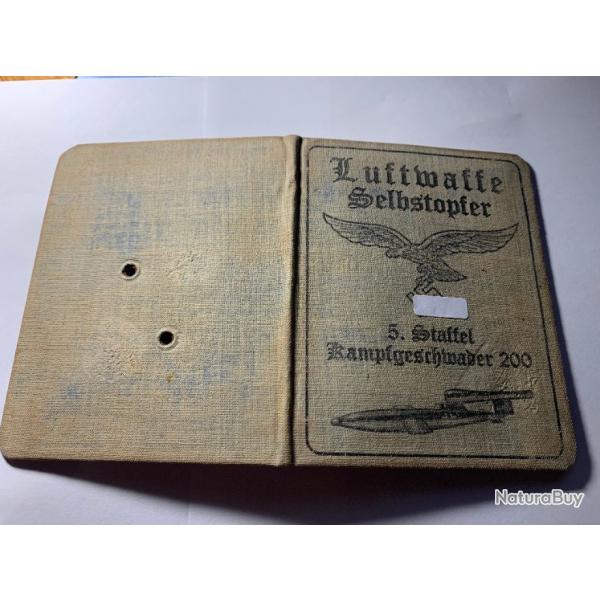 Luftwaffe
Selbstopfer
5. Staffel
Kampfgeschwader 200
NaturaBuy